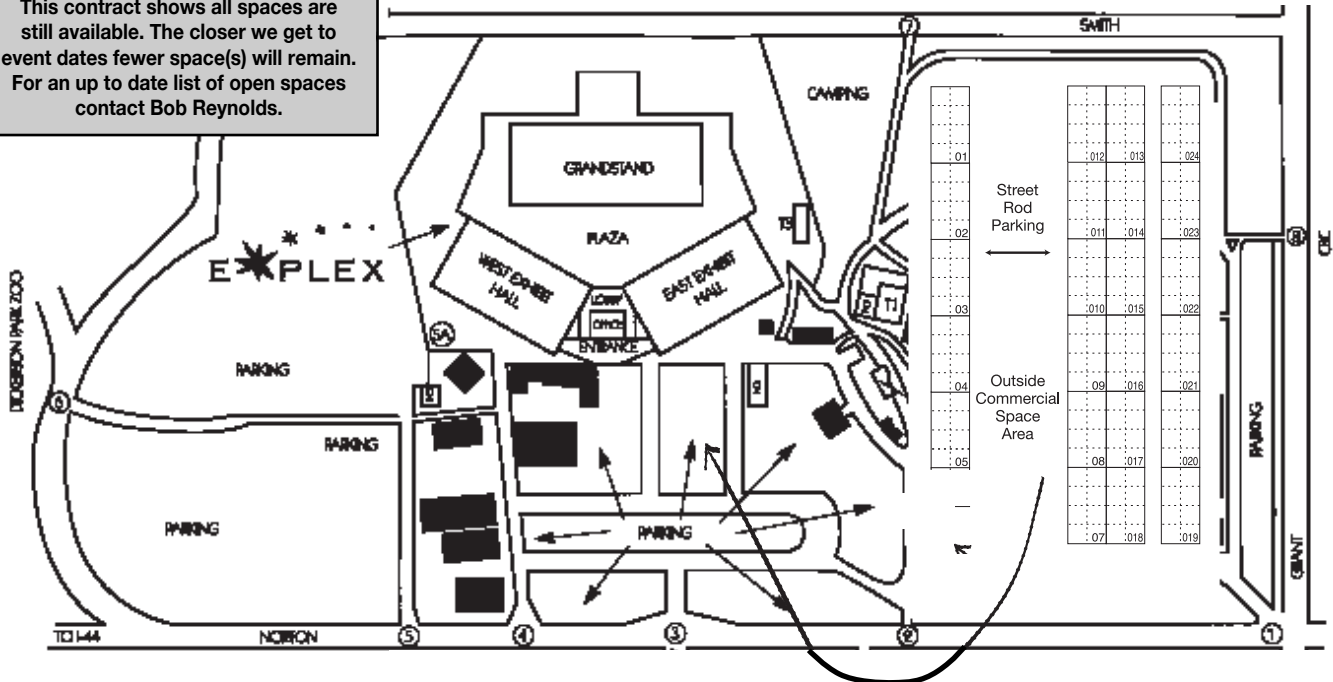 This contract shows all spaces are
still available. The closer we get to
event dates fewer space(s) will remain.
For an up to date list of open spaces
contact Bob Reynolds.
7
SMITH
CAMPING
GRANDSTAND
PLAZA
T3
WEST EXHIBIT
HALL
EAST EXHIBIT
HALL
LOBBY
OFFICE
ENTRANCE
E PLEX
DICKERSON PARK ZOO
5A
6
PARKING
PARKING
PARKING
PARKING
T1
Street
Rod
Parking
Outside
Commercial
Space
Area
01
02
03
04
05
012
011
010
09
08
07
013
014
015
016
017
018
024
023
022
021
020
019
PARKING
GRANT
TO I-44
NORTON
5
4
3
1